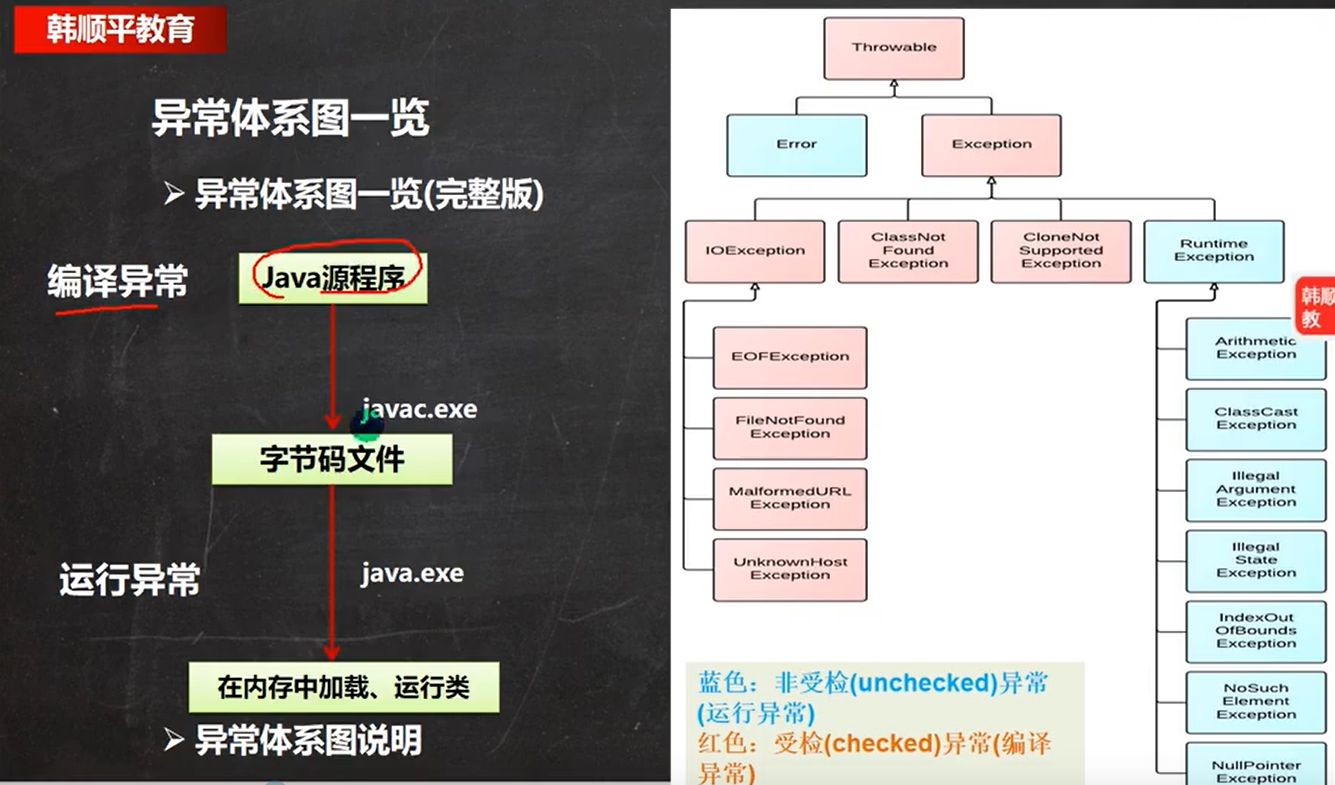 韩顺平教育
异常体系图一览
异常体系图一览(完整版)
编译异常
Java源程序
javac.exe
字节码文件
运行异常
java.exe
在内存中加载、运行类
异常体系图说明
Throwable
Error
Exception
IOException
ClassNot
Found
Exception
CloneNot
Supported
Exception
Runtime
Exception
EOFException
FileNotFound
Exception
MalformedURL
Exception
UnknownHost
Exception
韩顺
教
Arithmetic
Exception
ClassCast
Exception
Illegal
Argument
Exception
Illegal
State
Exception
IndexOut
OfBounds
Exception
NoSuch
Element
Exception
NullPointer
Exception
蓝色：非受检(unchecked)异常
(运行异常)
红色：受检(checked)异常(编译
异常)